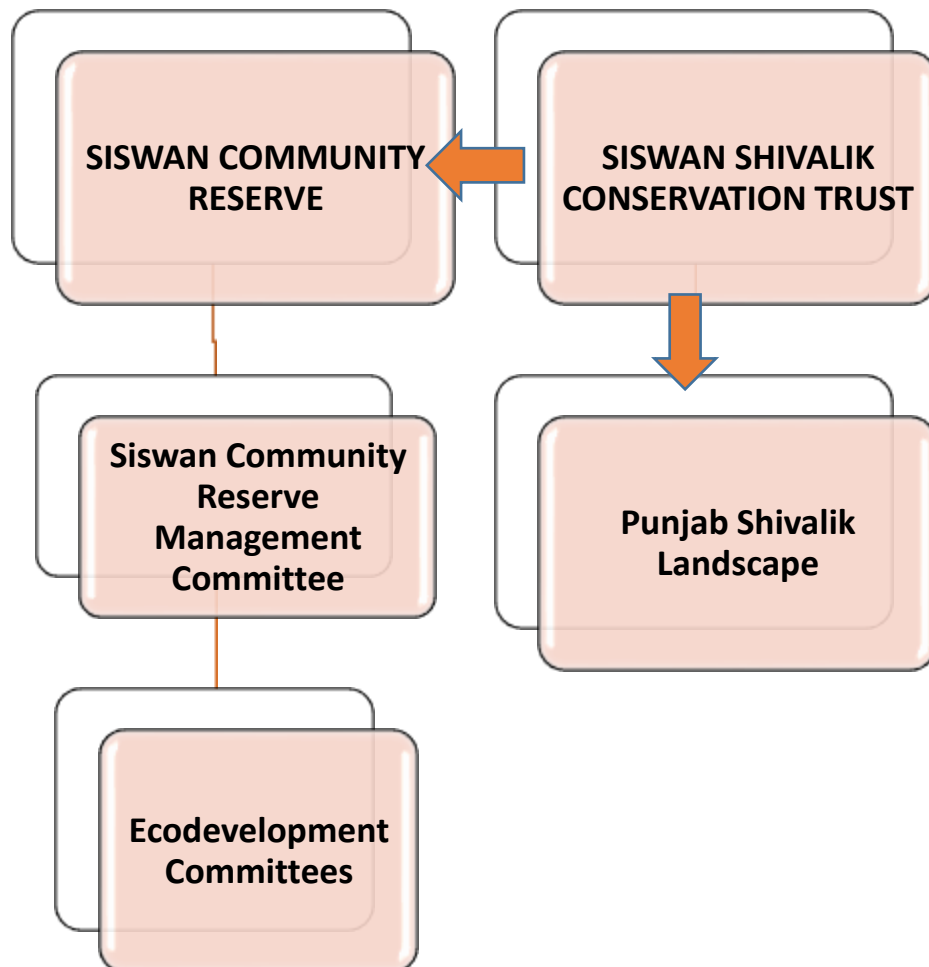 SISWAN COMMUNITY
RESERVE
SISWAN SHIVALIK
CONSERVATION TRUST
Siswan Community
Reserve
Management
Committee
Punjab Shivalik
Landscape
Ecodevelopment
Committees